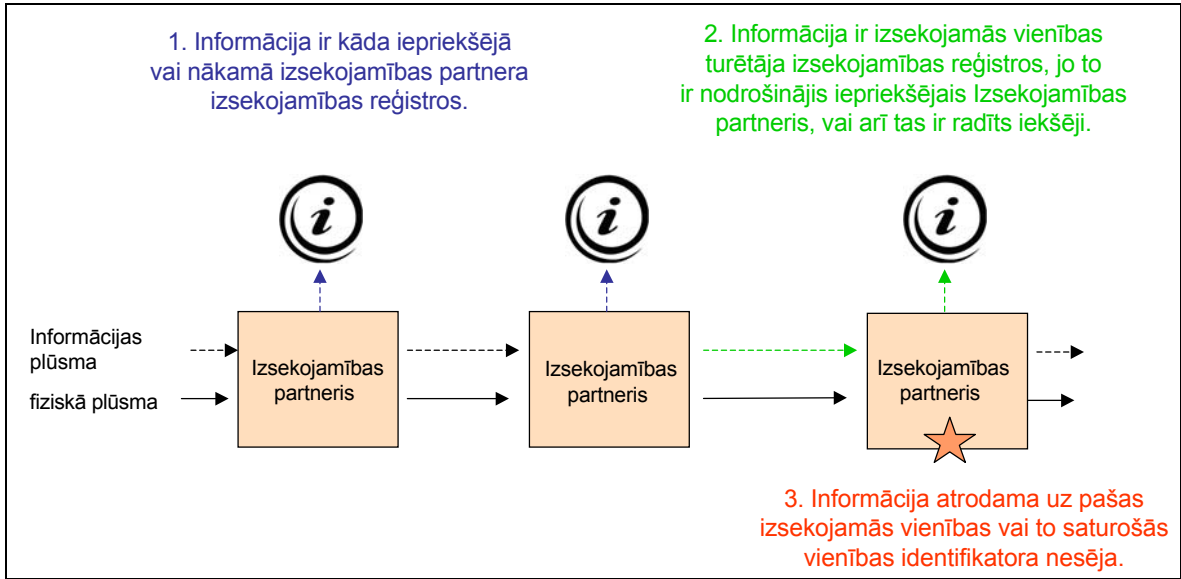 1. Informācija ir kāda iepriekšējā
vai nākamā izsekojamības partnera
izsekojamības reģistros.
2. Informācija ir izsekojamās vienības
turētāja izsekojamības reģistros, jo to
ir nodrošinājis iepriekšējais Izsekojamības
partneris, vai arī tas ir radīts iekšēji.
i
i
i
Informācijas
plūsma
fiziskā plūsma
Izsekojamības
partneris
Izsekojamības
partneris
Izsekojamības
partneris
3. Informācija atrodama uz pašas
izsekojamās vienības vai to saturošās
vienības identifikatora nesēja.